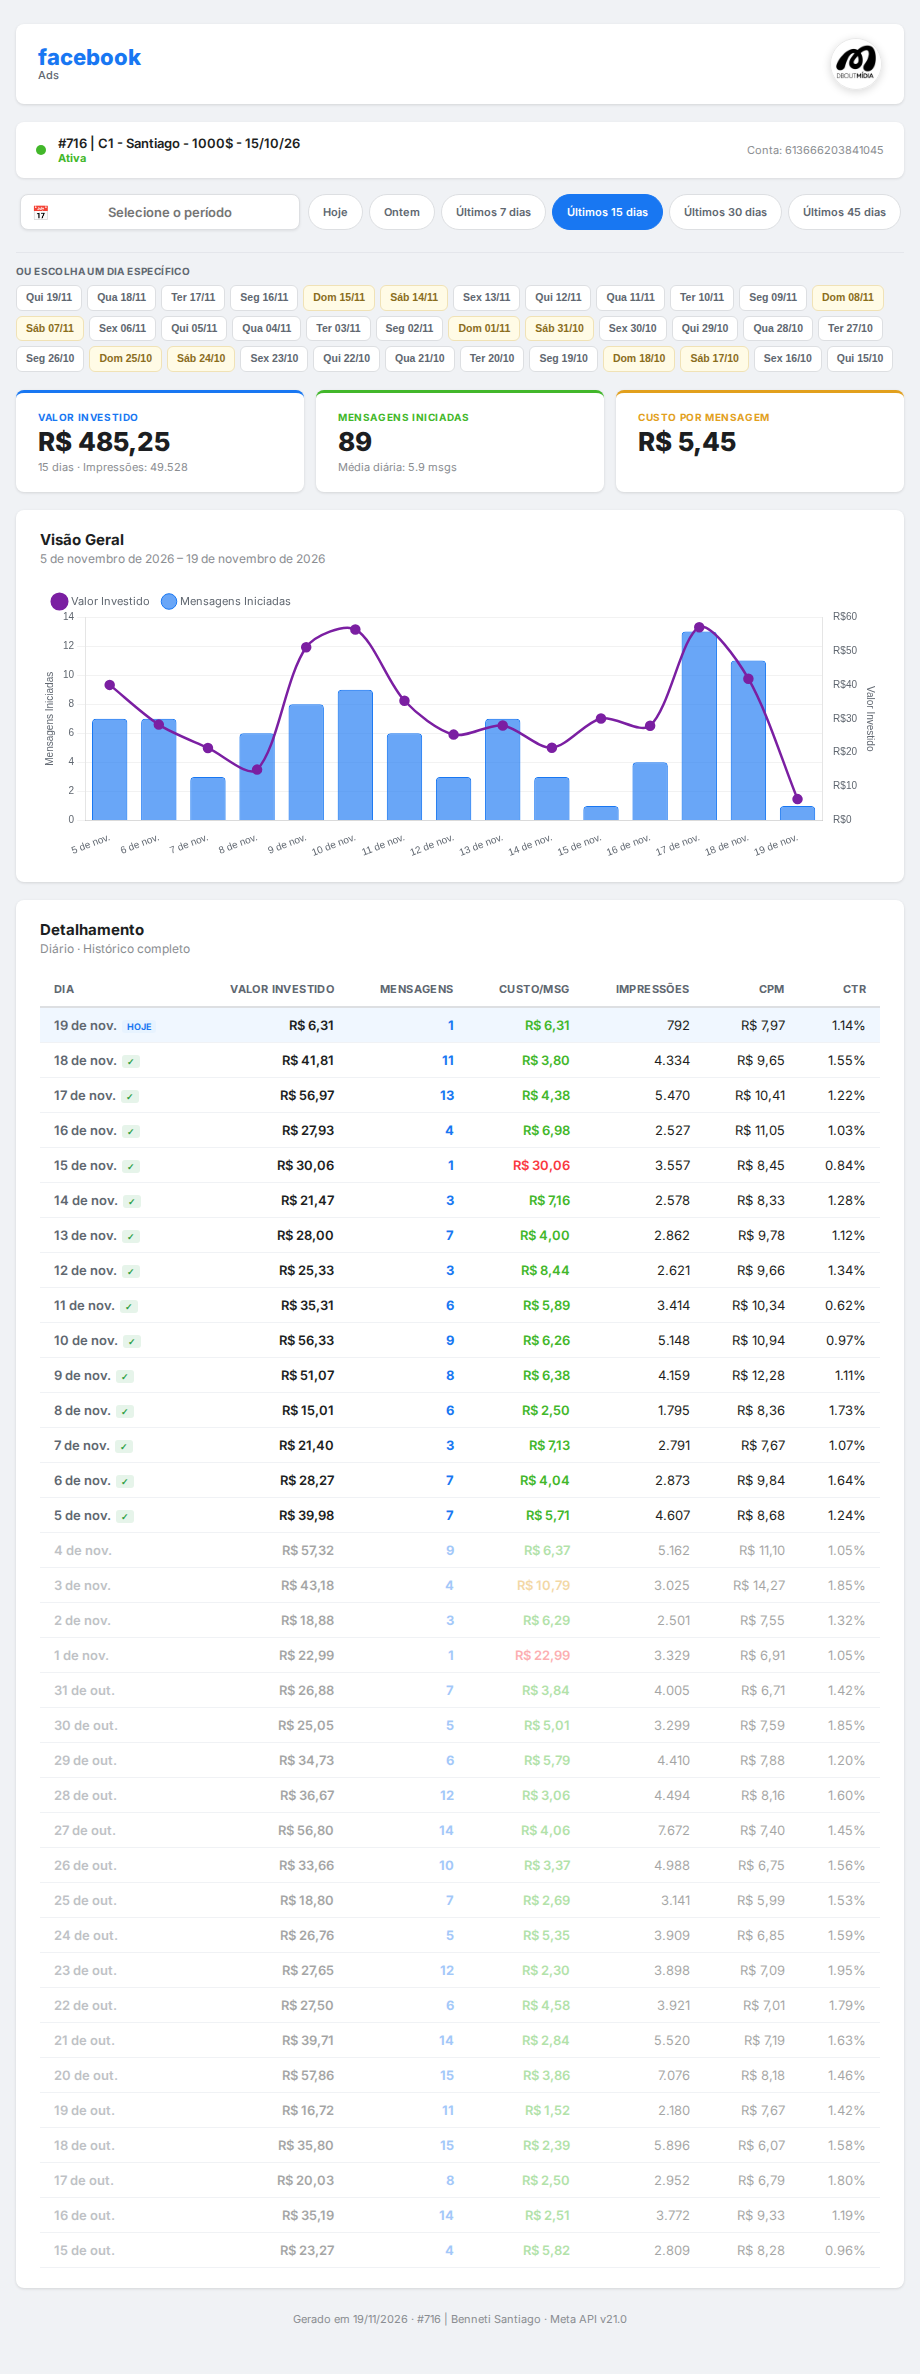 facebook
Ads
DBOUTMÍDIA
#716 | C1 - Santiago - 1000$ - 15/10/26
Ativa
Conta: 613666203841045
Selecione o período
Hoje
Ontem
Últimos 7 dias
Últimos 15 dias
Últimos 30 dias
Últimos 45 dias
OU ESCOLHA UM DIA ESPECÍFICO
Qui 19/11 Qua 18/11 Ter 17/11 Seg 16/11 Dom 15/11 Sáb 14/11 Sex 13/11 Qui 12/11 Qua 11/11 Ter 10/11 Seg 09/11 Dom 08/11
Sáb 07/11 Sex 06/11 Qui 05/11 Qua 04/11 Ter 03/11 Seg 02/11 Dom 01/11 Sáb 31/10 Sex 30/10 Qui 29/10 Qua 28/10 Ter 27/10
Seg 26/10 Dom 25/10 Sáb 24/10 Sex 23/10 Qui 22/10 Qua 21/10 Ter 20/10 Seg 19/10 Dom 18/10 Sáb 17/10 Sex 16/10 Qui 15/10
VALOR INVESTIDO
R$ 485,25
15 dias · Impressões: 49.528
MENSAGENS INICIADAS
89
Média diária: 5.9 msgs
CUSTO POR MENSAGEM
R$ 5,45
Visão Geral
5 de novembro de 2026 – 19 de novembro de 2026
Valor Investido Mensagens Iniciadas
Mensagens Iniciadas
14
12
10
8
6
4
2
0
R$60
R$50
R$40
R$30
R$20
R$10
R$0
Valor Investido
5 de nov. 6 de nov. 7 de nov. 8 de nov. 9 de nov. 10 de nov. 11 de nov. 12 de nov. 13 de nov. 14 de nov. 15 de nov. 16 de nov. 17 de nov. 18 de nov. 19 de nov.
Detalhamento
Diário · Histórico completo
DIA VALOR INVESTIDO MENSAGENS CUSTO/MSG IMPRESSÕES CPM CTR
19 de nov. HOJE R$ 6,31 1 R$ 6,31 792 R$ 7,97 1.14%
18 de nov. ✓ R$ 41,81 11 R$ 3,80 4.334 R$ 9,65 1.55%
17 de nov. ✓ R$ 56,97 13 R$ 4,38 5.470 R$ 10,41 1.22%
16 de nov. ✓ R$ 27,93 4 R$ 6,98 2.527 R$ 11,05 1.03%
15 de nov. ✓ R$ 30,06 1 R$ 30,06 3.557 R$ 8,45 0.84%
14 de nov. ✓ R$ 21,47 3 R$ 7,16 2.578 R$ 8,33 1.28%
13 de nov. ✓ R$ 28,00 7 R$ 4,00 2.862 R$ 9,78 1.12%
12 de nov. ✓ R$ 25,33 3 R$ 8,44 2.621 R$ 9,66 1.34%
11 de nov. ✓ R$ 35,31 6 R$ 5,89 3.414 R$ 10,34 0.62%
10 de nov. ✓ R$ 56,33 9 R$ 6,26 5.148 R$ 10,94 0.97%
9 de nov. ✓ R$ 51,07 8 R$ 6,38 4.159 R$ 12,28 1.11%
8 de nov. ✓ R$ 15,01 6 R$ 2,50 1.795 R$ 8,36 1.73%
7 de nov. ✓ R$ 21,40 3 R$ 7,13 2.791 R$ 7,67 1.07%
6 de nov. ✓ R$ 28,27 7 R$ 4,04 2.873 R$ 9,84 1.64%
5 de nov. ✓ R$ 39,98 7 R$ 5,71 4.607 R$ 8,68 1.24%
4 de nov. R$ 57,32 9 R$ 6,37 5.162 R$ 11,10 1.05%
3 de nov. R$ 43,18 4 R$ 10,79 3.025 R$ 14,27 1.85%
2 de nov. R$ 18,88 3 R$ 6,29 2.501 R$ 7,55 1.32%
1 de nov. R$ 22,99 1 R$ 22,99 3.329 R$ 6,91 1.05%
31 de out. R$ 26,88 7 R$ 3,84 4.005 R$ 6,71 1.42%
30 de out. R$ 25,05 5 R$ 5,01 3.299 R$ 7,59 1.85%
29 de out. R$ 34,73 6 R$ 5,79 4.410 R$ 7,88 1.20%
28 de out. R$ 36,67 12 R$ 3,06 4.494 R$ 8,16 1.60%
27 de out. R$ 56,80 14 R$ 4,06 7.672 R$ 7,40 1.45%
26 de out. R$ 33,66 10 R$ 3,37 4.988 R$ 6,75 1.56%
25 de out. R$ 18,80 7 R$ 2,69 3.141 R$ 5,99 1.53%
24 de out. R$ 26,76 5 R$ 5,35 3.909 R$ 6,85 1.59%
23 de out. R$ 27,65 12 R$ 2,30 3.898 R$ 7,09 1.95%
22 de out. R$ 27,50 6 R$ 4,58 3.921 R$ 7,01 1.79%
21 de out. R$ 39,71 14 R$ 2,84 5.520 R$ 7,19 1.63%
20 de out. R$ 57,86 15 R$ 3,86 7.076 R$ 8,18 1.46%
19 de out. R$ 16,72 11 R$ 1,52 2.180 R$ 7,67 1.42%
18 de out. R$ 35,80 15 R$ 2,39 5.896 R$ 6,07 1.58%
17 de out. R$ 20,03 8 R$ 2,50 2.952 R$ 6,79 1.80%
16 de out. R$ 35,19 14 R$ 2,51 3.772 R$ 9,33 1.19%
15 de out. R$ 23,27 4 R$ 5,82 2.809 R$ 8,28 0.96%
Gerado em 19/11/2026 · #716 | Benneti Santiago · Meta API v21.0